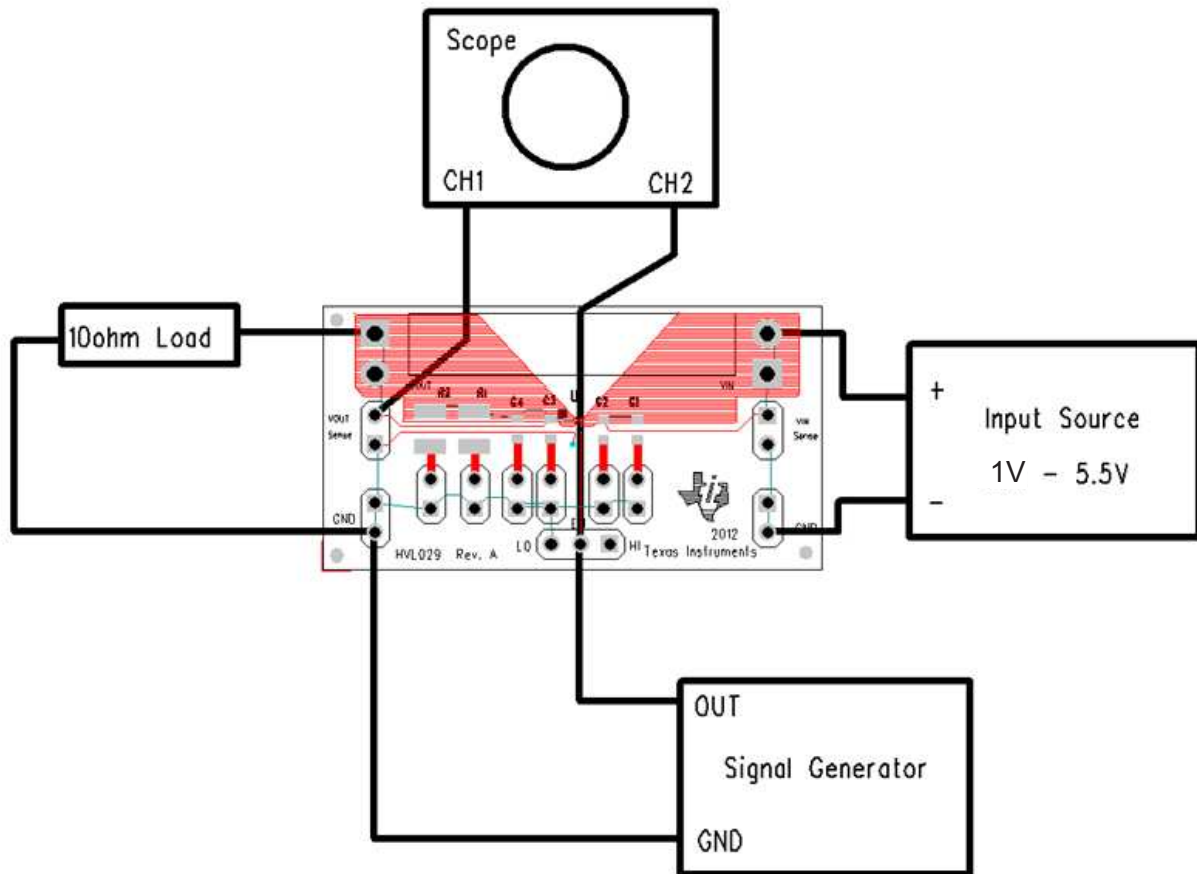 Scope
CH1
CH2
10ohm Load
VOUT
VIN
R2
R1
C4
C3
U
C2
C1
VOUT
Sense
VIN
Sense
+
Input Source
1V - 5.5V
-
GND
GND
2012
LO
HI
HVL029 Rev. A
Texas Instruments
OUT
Signal Generator
GND